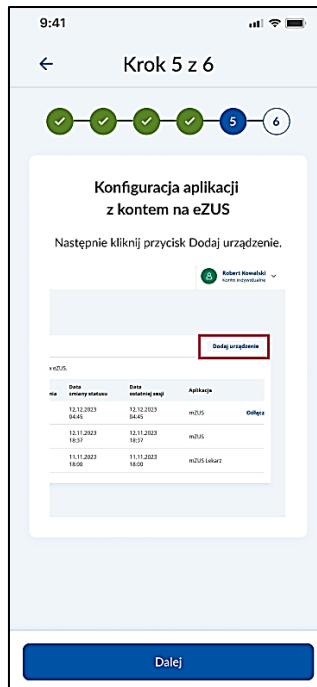 9:41
Krok 5 z 6
5 6
Konfiguracja aplikacji
z kontem na eZUS
Następnie kliknij przycisk Dodaj urządzenie.
Robert Kowalski
Konto indywidualne
Dodaj urządzenie
eZUS.
nia Data zmiany statusu Data ostatniej sesji Aplikacja
12.12.2023 04:45 12.12.2023 04:45 mZUS Odłącz
12.11.2023 18:37 12.11.2023 18:37 mZUS
11.11.2023 18:00 11.11.2023 18:00 mZUS Lekarz
Dalej